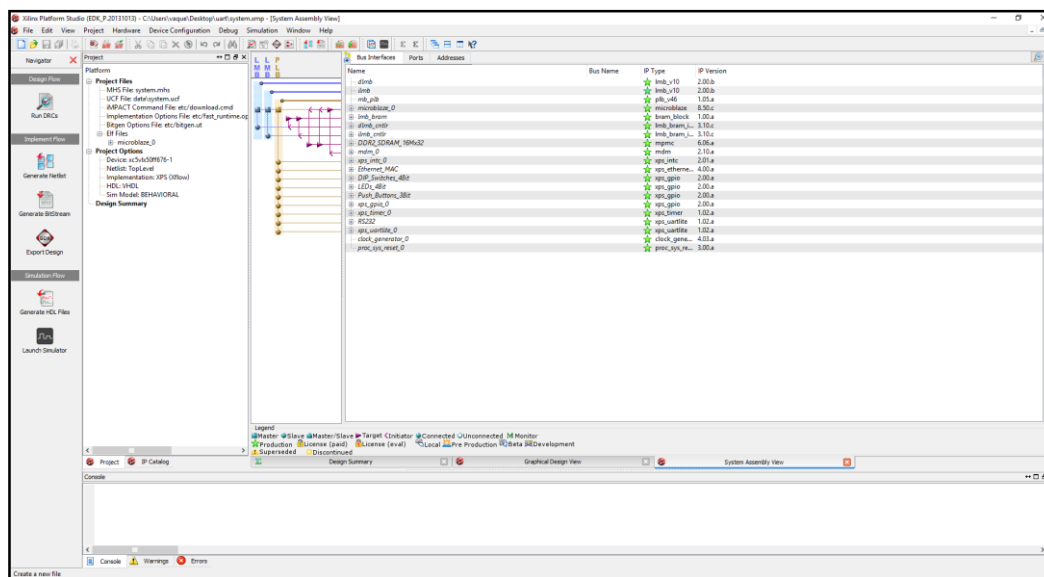 Xilinx Platform Studio (EDK_P.20131013) - C:\Users\vaque\Desktop\uart\system.xmp - [System Assembly View]
File Edit View Project Hardware Device Configuration Debug Simulation Window Help
Navigator
Design Flow
Run DRCs
Implement Flow
Generate Netlist
Generate BitStream
Export Design
Simulation Flow
Generate HDL Files
Launch Simulator
Project
Platform
Project Files
MHS File: system.mhs
UCF File: data\system.ucf
iMPACT Command File: etc/download.cmd
Implementation Options File: etc/fast_runtime.op
Bitgen Options File: etc/bitgen.ut
Elf Files
microblaze_0
Project Options
Netlist: TopLevel
Implementation: XPS (Xflow)
HDL: VHDL
Sim Model: BEHAVIORAL
Design Summary
Project IP Catalog
L L P
M M L
B B B
Bus Interfaces Ports Addresses
Name Bus Name IP Type IP Version
dlmb lmb_v10 2.00.b
ilmb lmb_v10 2.00.b
mb_plb plb_v46 1.05.a
microblaze_0 microblaze 8.50.c
lmb_bram bram_block 1.00.a
dlmb_cntlr lmb_bram_i... 3.10.c
ilmb_cntlr lmb_bram_i... 3.10.c
DDR2_SDRAM_16Mx32 mpmc 6.06.a
mdm_0 mdm 2.10.a
xps_intc_0 xps_intc 2.01.a
Ethernet_MAC xps_etherne... 4.00.a
DIP_Switches_4Bit xps_gpio 2.00.a
LEDs_4Bit xps_gpio 2.00.a
Push_Buttons_3Bit xps_gpio 2.00.a
xps_gpio_0 xps_gpio 2.00.a
xps_timer_0 xps_timer 1.02.a
RS232 xps_uartlite 1.02.a
xps_uartlite_0 xps_uartlite 1.02.a
clock_generator_0 clock_gene... 4.03.a
proc_sys_reset_0 proc_sys_re... 3.00.a
Legend
Master Slave Master/Slave Target Initiator Connected Unconnected M Monitor
Production License (paid) License (eval) Local Pre Production Beta Development
Superseded Discontinued
Design Summary Graphical Design View System Assembly View
Console
Console Warnings Errors
Create a new file